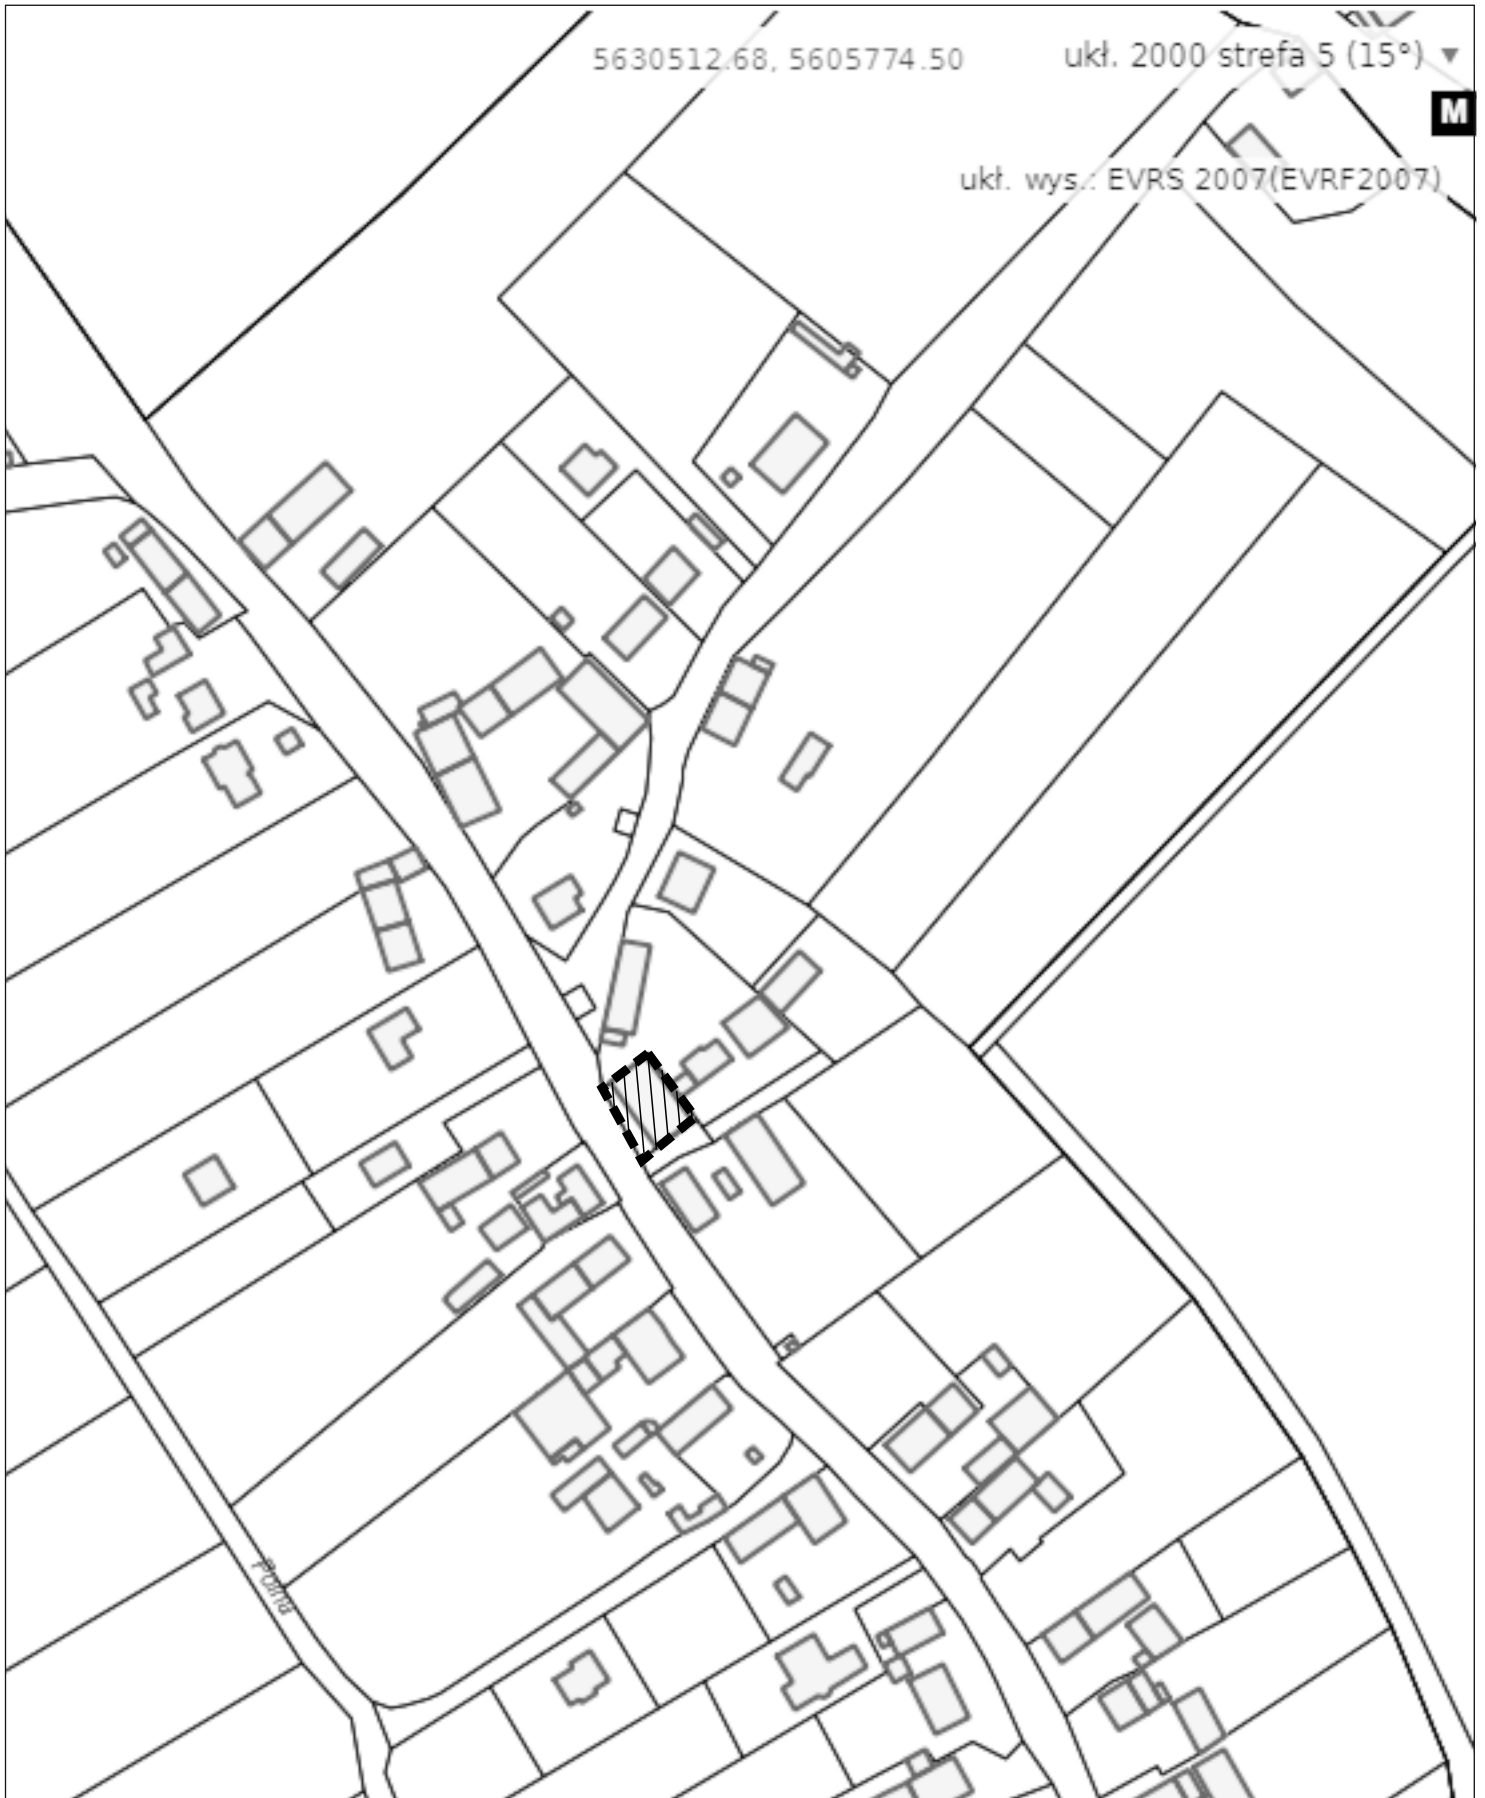 5630512.68, 5605774.50 ukł. 2000 strefa 5 (15°) ▼
M
ukł. wys.: EVRS 2007(EVRF2007)
Polna